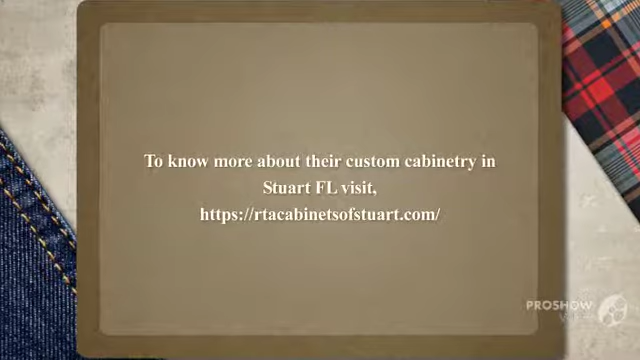 To know more about their custom cabinetry in
Stuart FL visit,
https://rtacabinetsofstuart.com/
PROSHOW